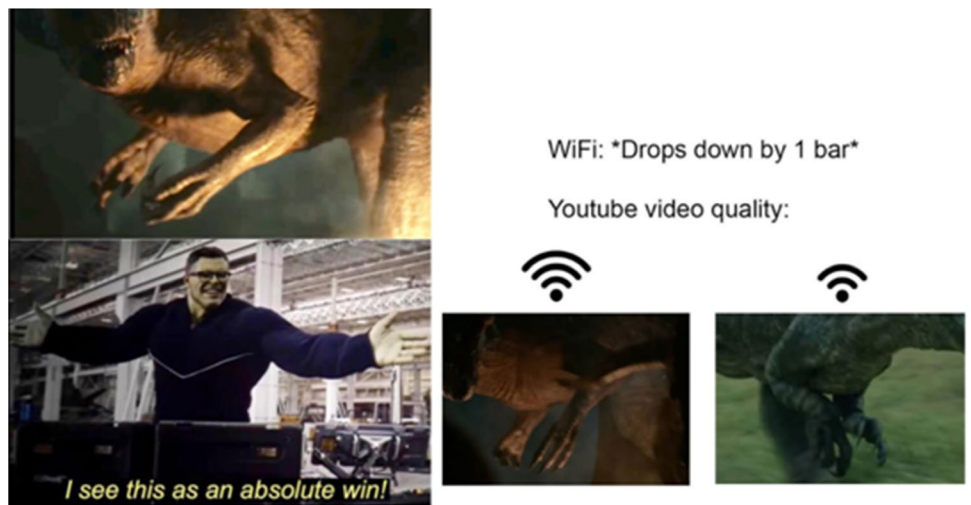 I see this as an absolute win!
WiFi: *Drops down by 1 bar*
Youtube video quality: